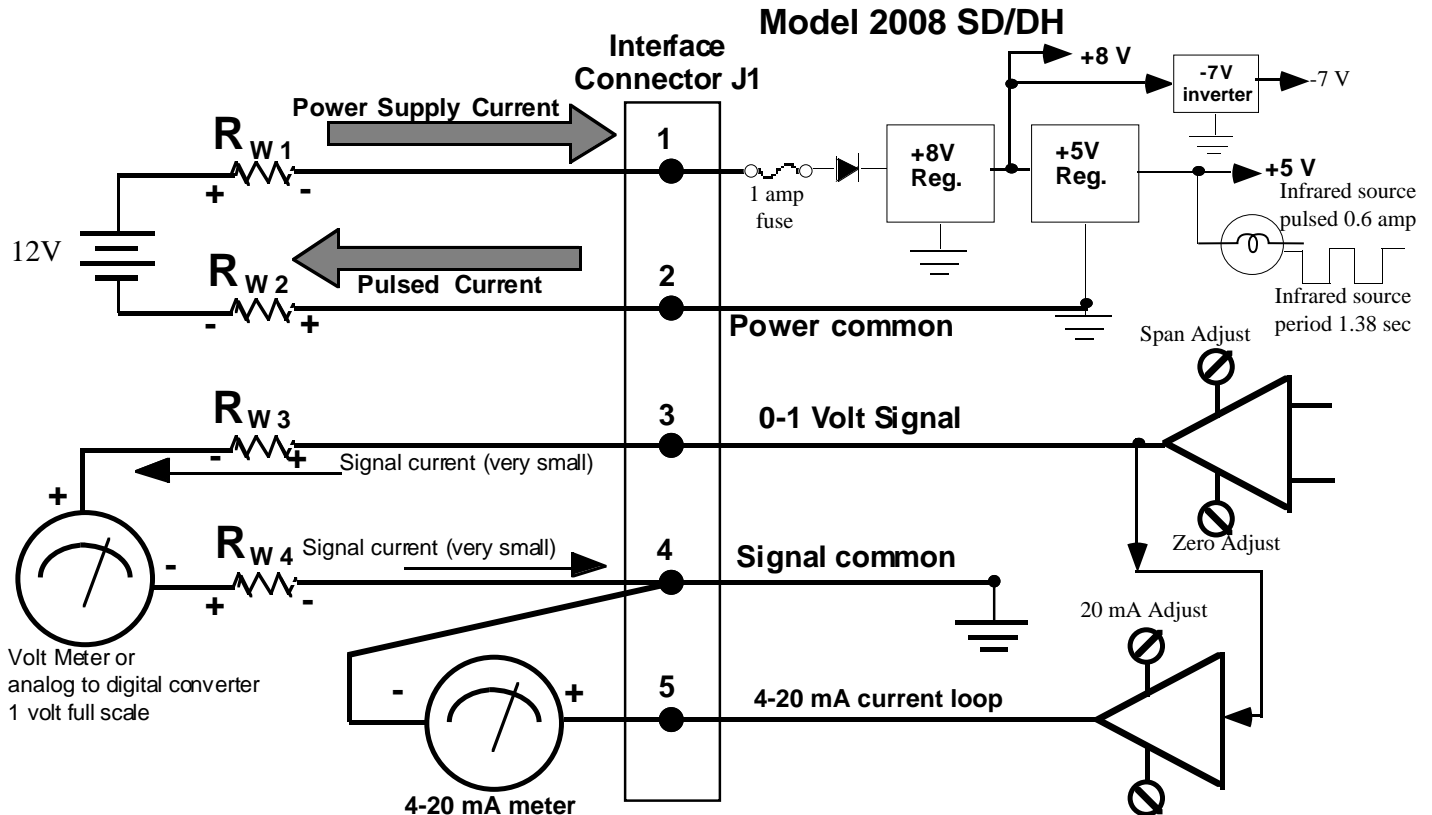 Model 2008 SD/DH
Interface
Connector J1
+8 V
-7V
inverter
-7 V
Power Supply Current
R W 1
+
-
1
1 amp
fuse
+8V
Reg.
+5V
Reg.
+5 V
Infrared source
pulsed 0.6 amp
12V
Pulsed Current
R W 2
-
+
2
Power common
Infrared source
period 1.38 sec
Span Adjust
R W 3
-
+
3
0-1 Volt Signal
Signal current (very small)
+
Zero Adjust
R W 4
-
+
-
Signal current (very small)
4
Signal common
20 mA Adjust
Volt Meter or
analog to digital converter
1 volt full scale
-
+
5
4-20 mA current loop
4-20 mA meter